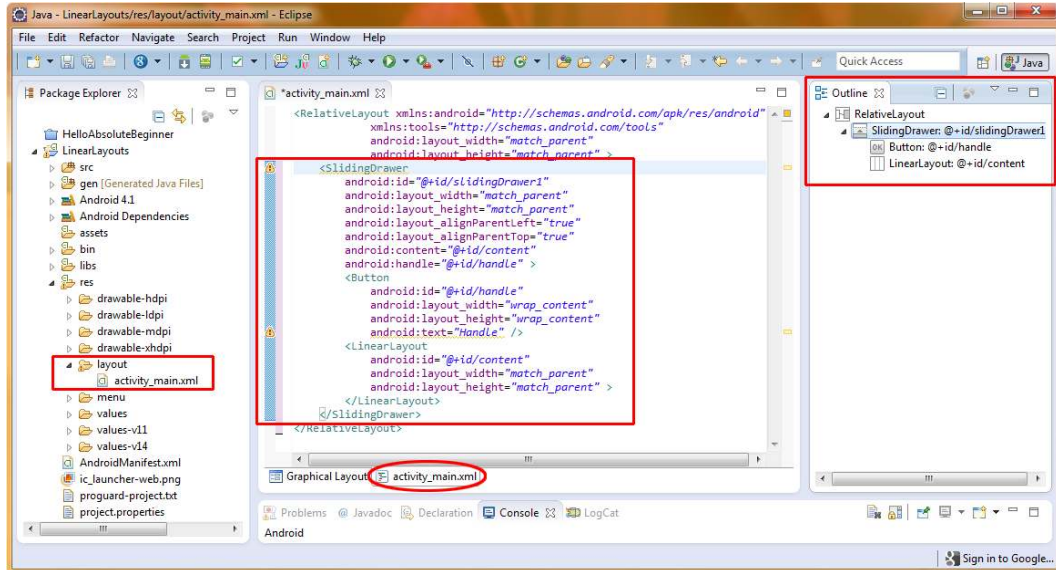 Java - LinearLayouts/res/layout/activity_main.xml - Eclipse
File Edit Refactor Navigate Search Project Run Window Help
Quick Access
Java
Package Explorer
HelloAbsoluteBeginner
LinearLayouts
src
gen [Generated Java Files]
Android 4.1
Android Dependencies
assets
bin
libs
res
drawable-hdpi
drawable-ldpi
drawable-mdpi
drawable-xhdpi
layout
activity_main.xml
menu
values
values-v11
values-v14
AndroidManifest.xml
ic_launcher-web.png
proguard-project.txt
project.properties
*activity_main.xml
<RelativeLayout xmlns:android="http://schemas.android.com/apk/res/android"
xmlns:tools="http://schemas.android.com/tools"
android:layout_width="match_parent"
android:layout_height="match_parent" >
<SlidingDrawer
android:id="@+id/slidingDrawer1"
android:layout_width="match_parent"
android:layout_height="match_parent"
android:layout_alignParentLeft="true"
android:layout_alignParentTop="true"
android:content="@+id/content"
android:handle="@+id/handle" >
<Button
android:id="@+id/handle"
android:layout_width="wrap_content"
android:layout_height="wrap_content"
android:text="Handle" />
<LinearLayout
android:id="@+id/content"
android:layout_width="match_parent"
android:layout_height="match_parent" >
</LinearLayout>
</SlidingDrawer>
</RelativeLayout>
Graphical Layout activity_main.xml
Outline
RelativeLayout
SlidingDrawer: @+id/slidingDrawer1
OK Button: @+id/handle
LinearLayout: @+id/content
Problems @ Javadoc Declaration Console LogCat
Android
Sign in to Google...